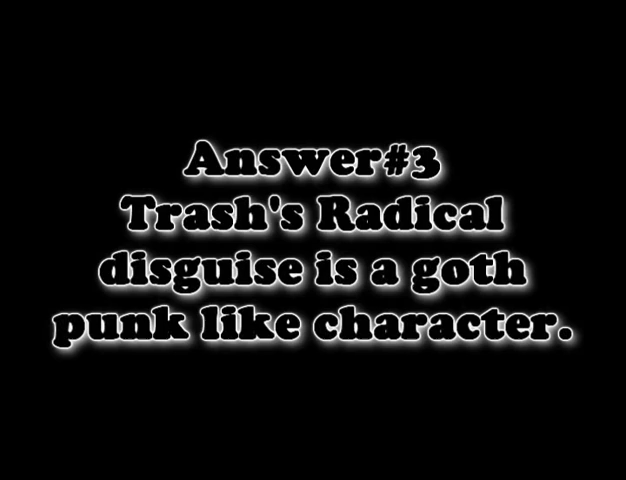 Answer#3
Trash's Radical
disguise is a goth
punk like character.